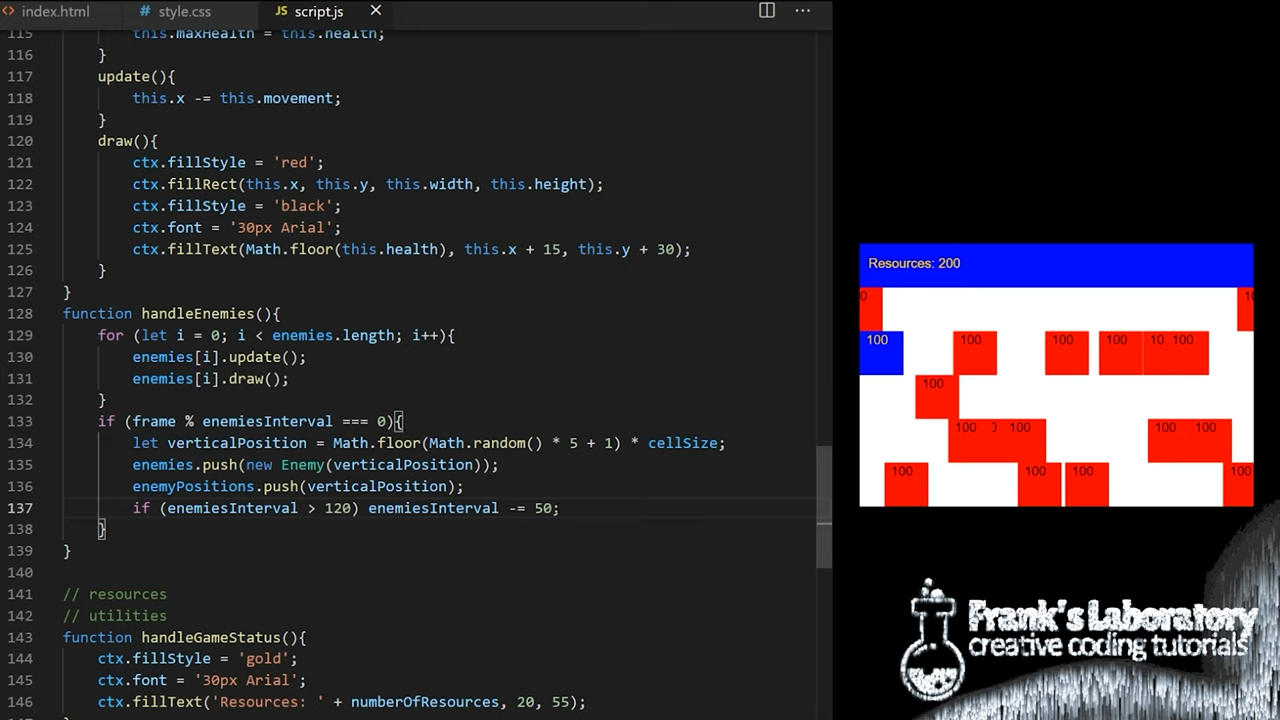 index.html
# style.css
JS script.js
115 this.maxHealth = this.health;
116 }
117 update(){
118 this.x -= this.movement;
119 }
120 draw(){
121 ctx.fillStyle = 'red';
122 ctx.fillRect(this.x, this.y, this.width, this.height);
123 ctx.fillStyle = 'black';
124 ctx.font = '30px Arial';
125 ctx.fillText(Math.floor(this.health), this.x + 15, this.y + 30);
126 }
127 }
128 function handleEnemies(){
129 for (let i = 0; i < enemies.length; i++){
130 enemies[i].update();
131 enemies[i].draw();
132 }
133 if (frame % enemiesInterval === 0){
134 let verticalPosition = Math.floor(Math.random() * 5 + 1) * cellSize;
135 enemies.push(new Enemy(verticalPosition));
136 enemyPositions.push(verticalPosition);
137 if (enemiesInterval > 120) enemiesInterval -= 50;
138 }
139 }
140
141 // resources
142 // utilities
143 function handleGameStatus(){
144 ctx.fillStyle = 'gold';
145 ctx.font = '30px Arial';
146 ctx.fillText('Resources: ' + numberOfResources, 20, 55);
Resources: 200
0 10
100 100 100 100 10 100
100
100 0 100 100 100
100 100 100 100
Frank's Laboratory
creative coding tutorials